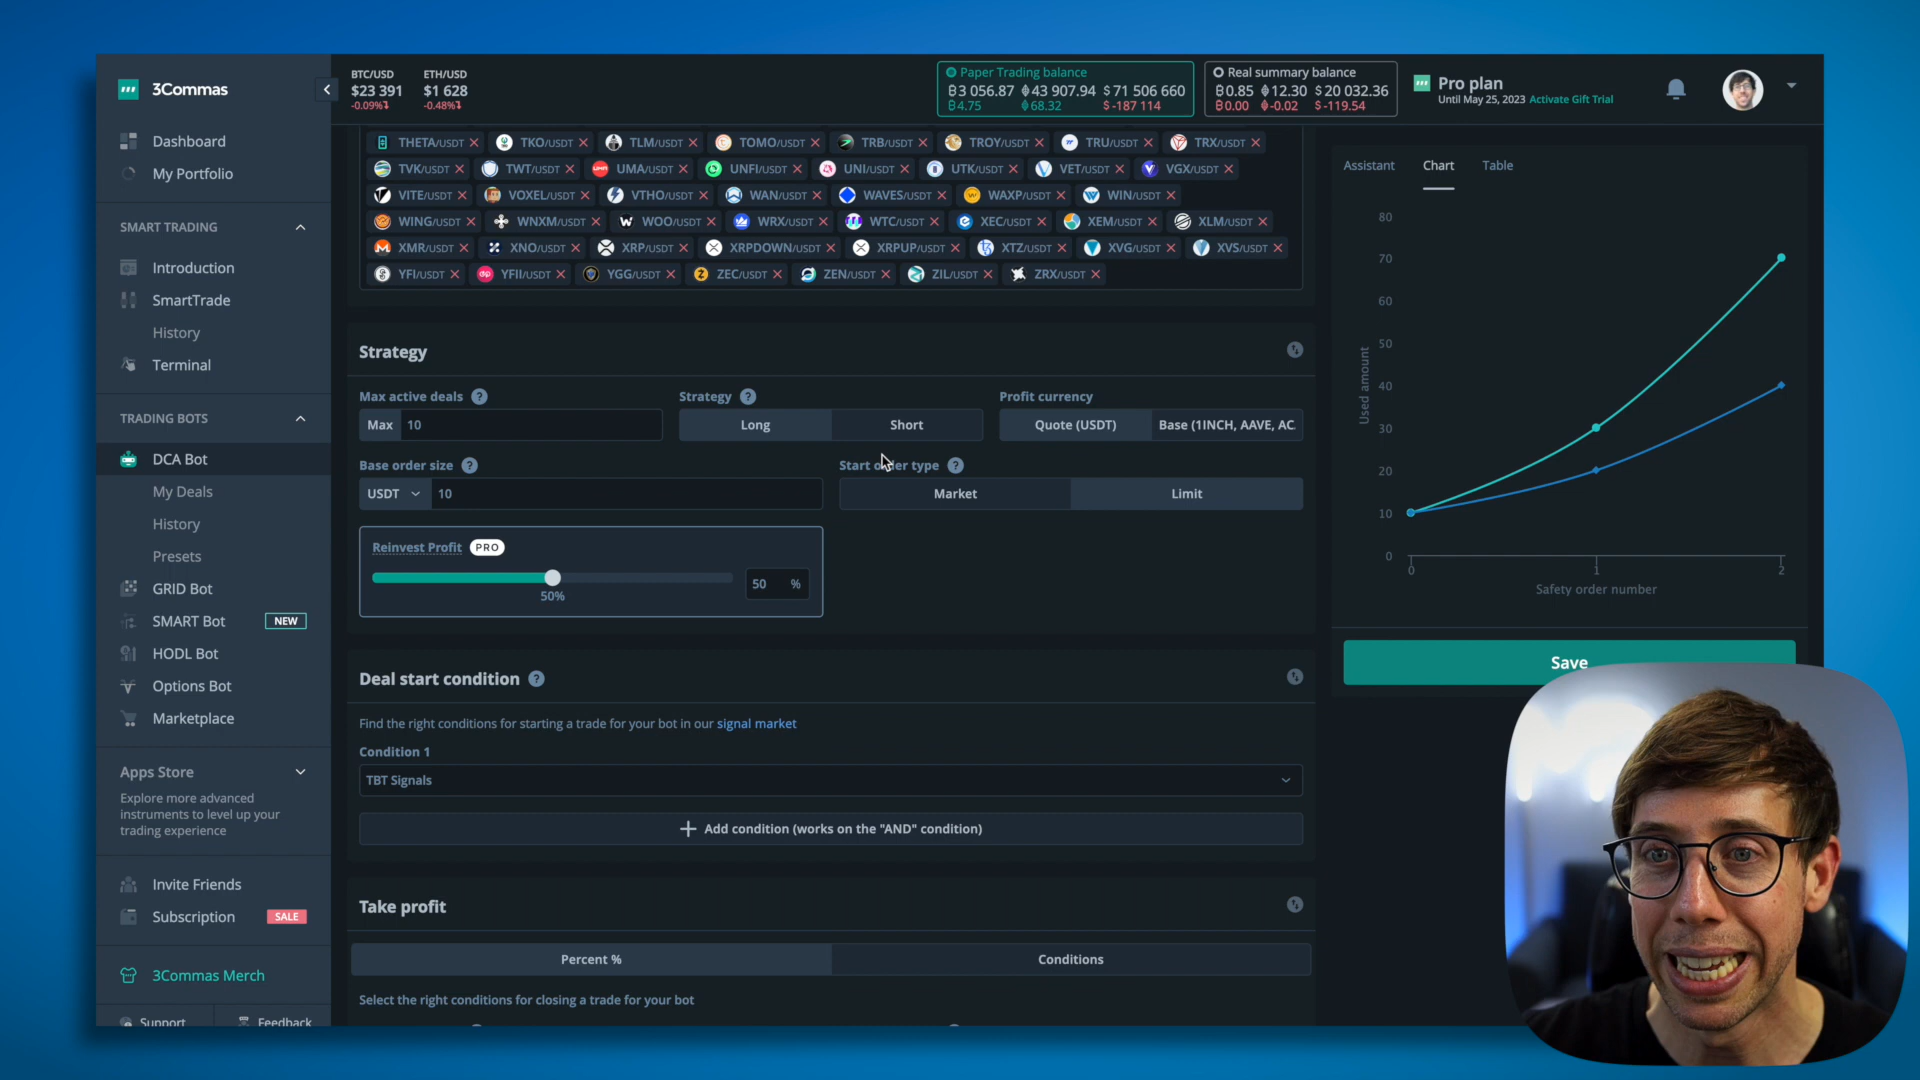 3Commas
BTC/USD
$23 391
-0.09%
ETH/USD
$1 628
-0.48%
Paper Trading balance
₿3 056.87 43 907.94 $71 506 660
₿4.75 68.32 $-187 114
Real summary balance
₿0.85 12.30 $20 032.36
₿0.00 -0.02 $-119.54
Pro plan
Until May 25, 2023 Activate Gift Trial
Dashboard
My Portfolio
SMART TRADING
Introduction
SmartTrade
History
Terminal
TRADING BOTS
DCA Bot
My Deals
History
Presets
GRID Bot
SMART Bot NEW
HODL Bot
Options Bot
Marketplace
Apps Store
Explore more advanced
instruments to level up your
trading experience
Invite Friends
Subscription SALE
3Commas Merch
Support Feedback
THETA/USDT TKO/USDT TLM/USDT TOMO/USDT TRB/USDT TROY/USDT TRU/USDT TRX/USDT
TVK/USDT TWT/USDT UMA/USDT UNFI/USDT UNI/USDT UTK/USDT VET/USDT VGX/USDT
VITE/USDT VOXEL/USDT VTHO/USDT WAN/USDT WAVES/USDT WAXP/USDT WIN/USDT
WING/USDT WNXM/USDT WOO/USDT WRX/USDT WTC/USDT XEC/USDT XEM/USDT XLM/USDT
XMR/USDT XNO/USDT XRP/USDT XRPDOWN/USDT XRPUP/USDT XTZ/USDT XVG/USDT XVS/USDT
YFI/USDT YFII/USDT YGG/USDT ZEC/USDT ZEN/USDT ZIL/USDT ZRX/USDT
Strategy
Max active deals ?
Max 10
Strategy ?
Long Short
Profit currency
Quote (USDT) Base (1INCH, AAVE, AC.
Base order size ?
USDT 10
Start order type ?
Market Limit
Reinvest Profit PRO
50%
50 %
Deal start condition ?
Find the right conditions for starting a trade for your bot in our signal market
Condition 1
TBT Signals
Add condition (works on the "AND" condition)
Take profit
Percent % Conditions
Select the right conditions for closing a trade for your bot
Assistant Chart Table
80
70
60
50
40
30
20
10
0
Used amount
0 1 2
Safety order number
Save